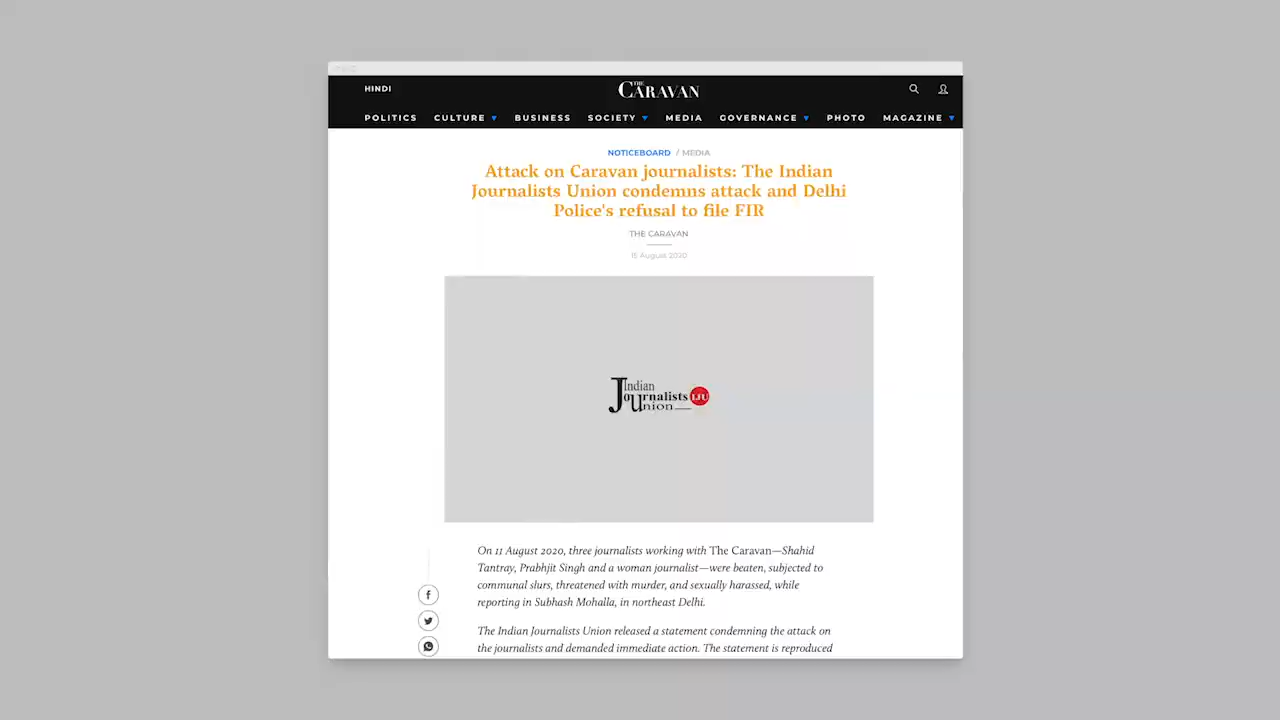 HINDI
THE CARAVAN
POLITICS CULTURE BUSINESS SOCIETY MEDIA GOVERNANCE PHOTO MAGAZINE
NOTICEBOARD / MEDIA
Attack on Caravan journalists: The Indian
Journalists Union condemns attack and Delhi
Police's refusal to file FIR
THE CARAVAN
15 August 2020
Indian
Journalists IJU
Union
On 11 August 2020, three journalists working with The Caravan—Shahid
Tantray, Prabhjit Singh and a woman journalist—were beaten, subjected to
communal slurs, threatened with murder, and sexually harassed, while
reporting in Subhash Mohalla, in northeast Delhi.
The Indian Journalists Union released a statement condemning the attack on
the journalists and demanded immediate action. The statement is reproduced